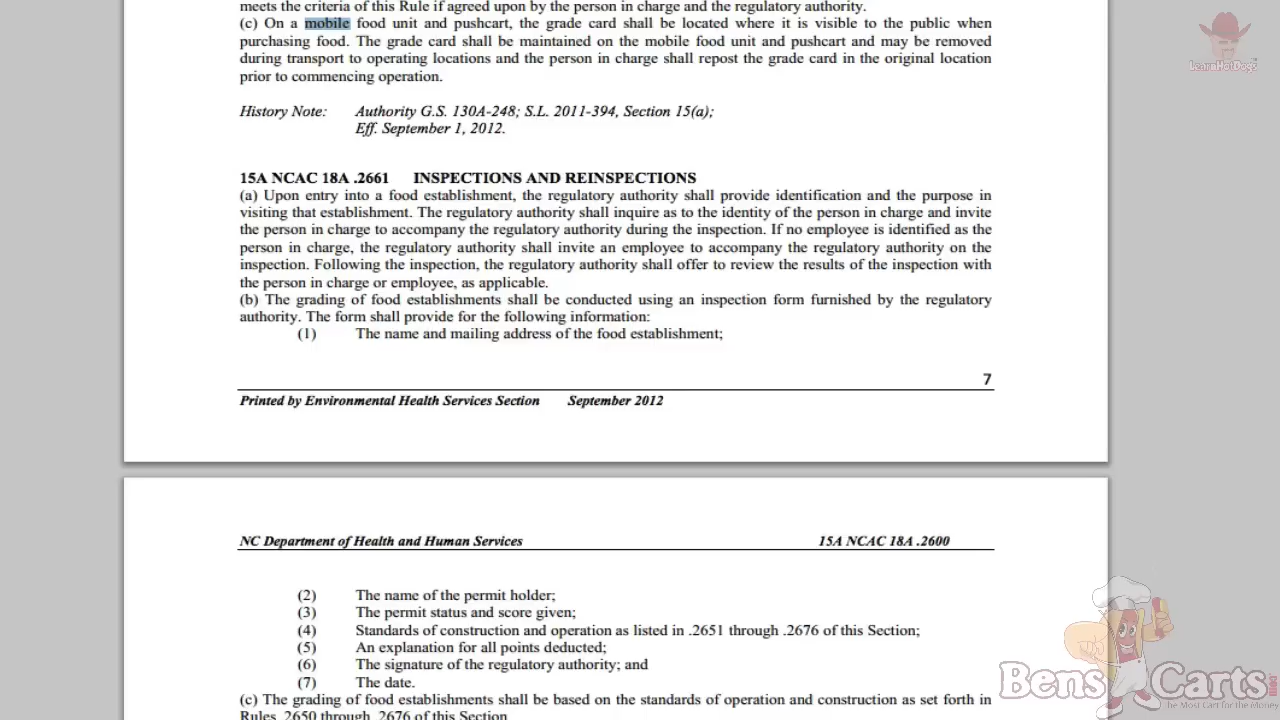 meets the criteria of this Rule if agreed upon by the person in charge and the regulatory authority.
(c) On a mobile food unit and pushcart, the grade card shall be located where it is visible to the public when
purchasing food. The grade card shall be maintained on the mobile food unit and pushcart and may be removed
during transport to operating locations and the person in charge shall repost the grade card in the original location
prior to commencing operation.
LearnHotDogs
History Note: Authority G.S. 130A-248; S.L. 2011-394, Section 15(a);
Eff. September 1, 2012.
15A NCAC 18A .2661 INSPECTIONS AND REINSPECTIONS
(a) Upon entry into a food establishment, the regulatory authority shall provide identification and the purpose in
visiting that establishment. The regulatory authority shall inquire as to the identity of the person in charge and invite
the person in charge to accompany the regulatory authority during the inspection. If no employee is identified as the
person in charge, the regulatory authority shall invite an employee to accompany the regulatory authority on the
inspection. Following the inspection, the regulatory authority shall offer to review the results of the inspection with
the person in charge or employee, as applicable.
(b) The grading of food establishments shall be conducted using an inspection form furnished by the regulatory
authority. The form shall provide for the following information:
(1) The name and mailing address of the food establishment;
7
Printed by Environmental Health Services Section September 2012
NC Department of Health and Human Services 15A NCAC 18A .2600
(2) The name of the permit holder;
(3) The permit status and score given;
(4) Standards of construction and operation as listed in .2651 through .2676 of this Section;
(5) An explanation for all points deducted;
(6) The signature of the regulatory authority; and
(7) The date.
(c) The grading of food establishments shall be based on the standards of operation and construction as set forth in
Rules .2650 through .2676 of this Section.
Bens Carts
The Most Cart for the Money